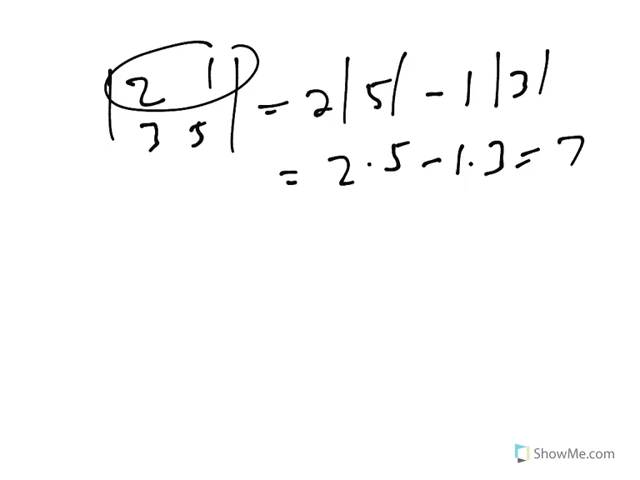 |2 1| = 2|5| - 1|3|
|3 5|
= 2 · 5 - 1 · 3 = 7
ShowMe.com